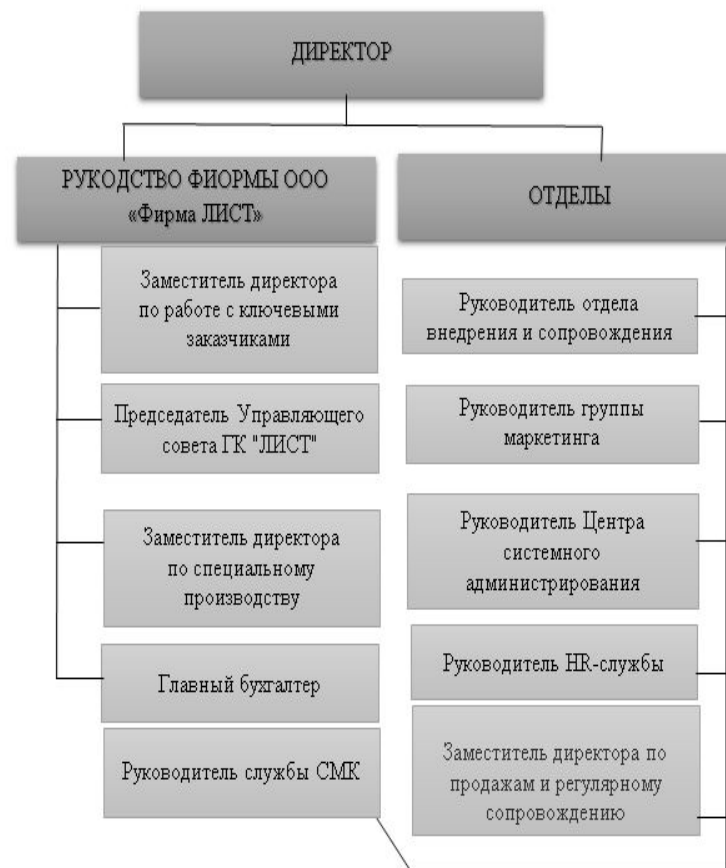 ДИРЕКТОР
РУКОДСТВО ФИОРМЫ ООО
«Фирма ЛИСТ»
Заместитель директора
по работе с ключевыми
заказчиками
Председатель Управляющего
совета ГК "ЛИСТ"
Заместитель директора
по специальному
производству
Главный бухгалтер
Руководитель службы СМК
ОТДЕЛЫ
Руководитель отдела
внедрения и сопровождения
Руководитель группы
маркетинга
Руководитель Центра
системного
администрирования
Руководитель HR-службы
Заместитель директора по
продажам и регулярному
сопровождению